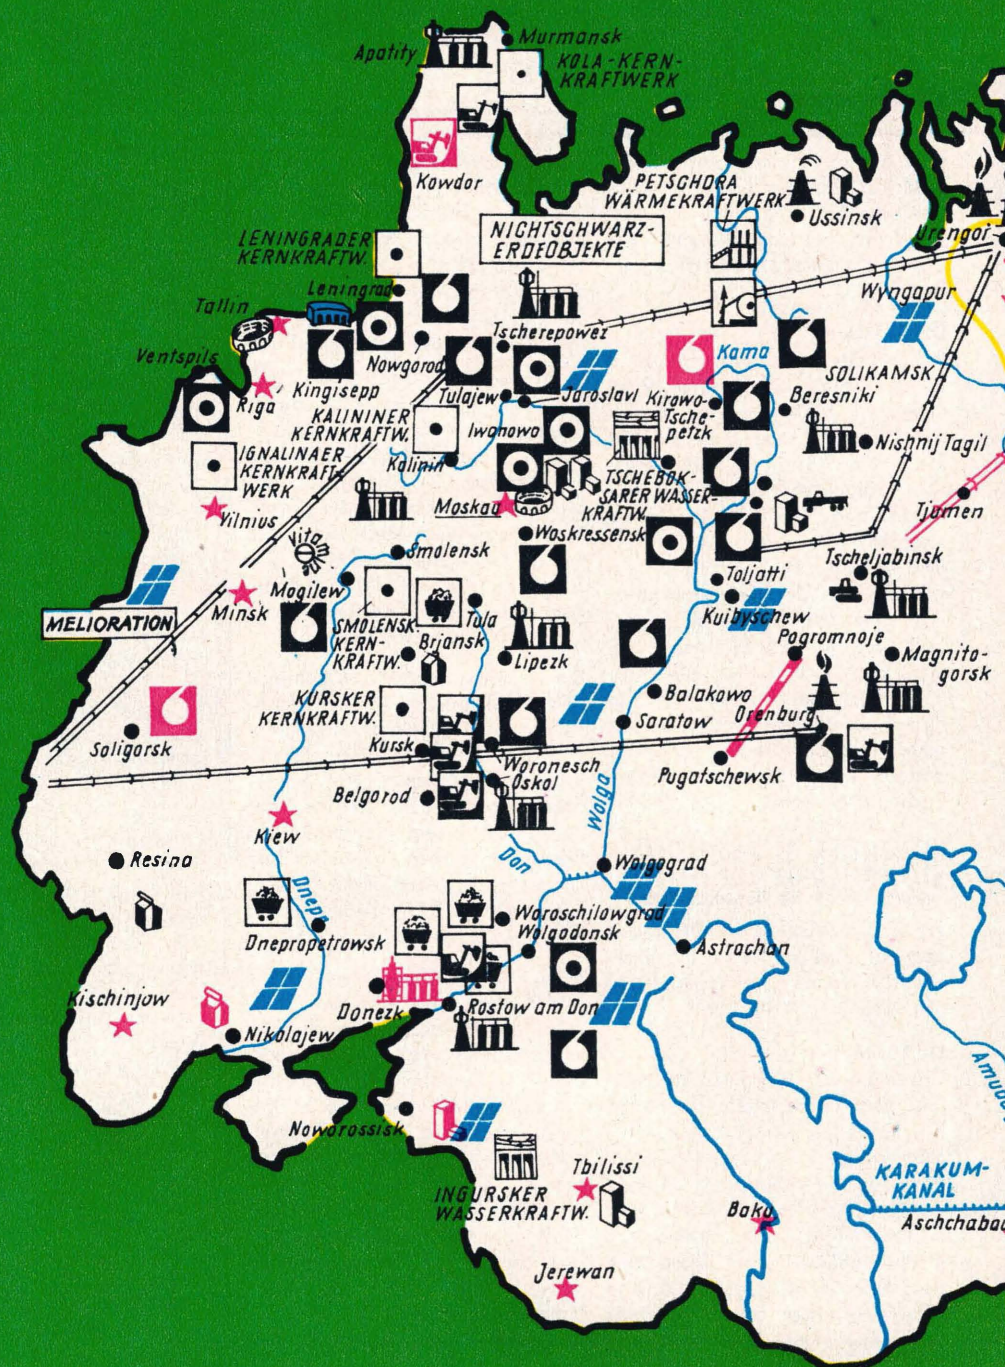 Murmansk
Apatity
KOLA-KERN-
KRAFTWERK
Kowdor
PETSCHORA
WÄRMEKRAFTWERK
Ussinsk
Urengoi
NICHTSCHWARZ-
ERDEOBJEKTE
LENINGRADER
KERNKRAFTW.
Leningrad
Wyngapur
Tallin
Tscherepowez
Nowgorod
Ventspils
Kama
SOLIKAMSK
Riga
Kingisepp
Tulajew
Jaroslavl
Kirowo-
Tsche-
petzk
Beresniki
KALININER
KERNKRAFTW.
Iwanowo
Nishnij Tagil
IGNALINAER
KERNKRAFT-
WERK
Kalinin
TSCHEBOK-
SARER WASSER-
KRAFTW.
Moskau
Tjumen
Vilnius
Vitamin
Woskressensk
Smolensk
Tscheljabinsk
Mogilew
Toljatti
Minsk
Kuibyschew
MELIORATION
SMOLENSK.
KERN-
KRAFTW.
Tula
Brjansk
Lipezk
Pogromnoje
Magnito-
gorsk
KURSKER
KERNKRAFTW.
Balakowo
Saratow
Orenburg
Soligorsk
Kursk
Woronesch
Oskol
Pugatschewsk
Belgorod
Wolga
Kiew
Resina
Don
Wolgograd
Dnepr
Woroschilowgrad
Wolgodonsk
Dnepropetrowsk
Astrachan
Kischinjow
Donezk
Rostow am Don
Nikolajew
Noworossisk
Tbilissi
INGURSKER
WASSERKRAFTW.
Baku
KARAKUM-
KANAL
Aschchabad
Jerewan